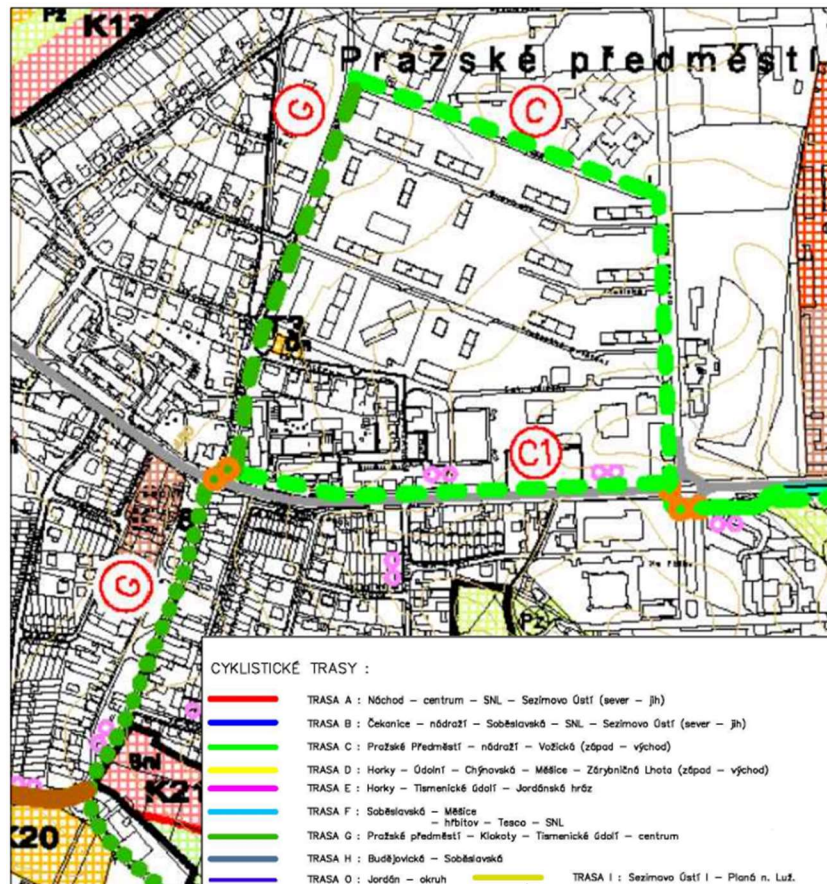 Pz
K13
Pražské předměstí
G
C
C1
G
Pz
Bnl
K21
K20
CYKLISTICKÉ TRASY :
TRASA A : Náchod – centrum – SNL – Sezimovo Ústí (sever – jih)
TRASA B : Čekanice – nádraží – Soběslavská – SNL – Sezimovo Ústí (sever – jih)
TRASA C : Pražské Předměstí – nádraží – Vožická (západ – východ)
TRASA D : Horky – Údolní – Chýnovská – Měšice – Zárybničná Lhota (západ – východ)
TRASA E : Horky – Tismenické údolí – Jordánská hráz
TRASA F : Soběslavská – Měšice
– hřbitov – Tesco – SNL
TRASA G : Pražské předměstí – Klokoty – Tismenické údolí – centrum
TRASA H : Budějovická – Soběslavská
TRASA O : Jordán – okruh
TRASA I : Sezimovo Ústí I – Planá n. Luž.